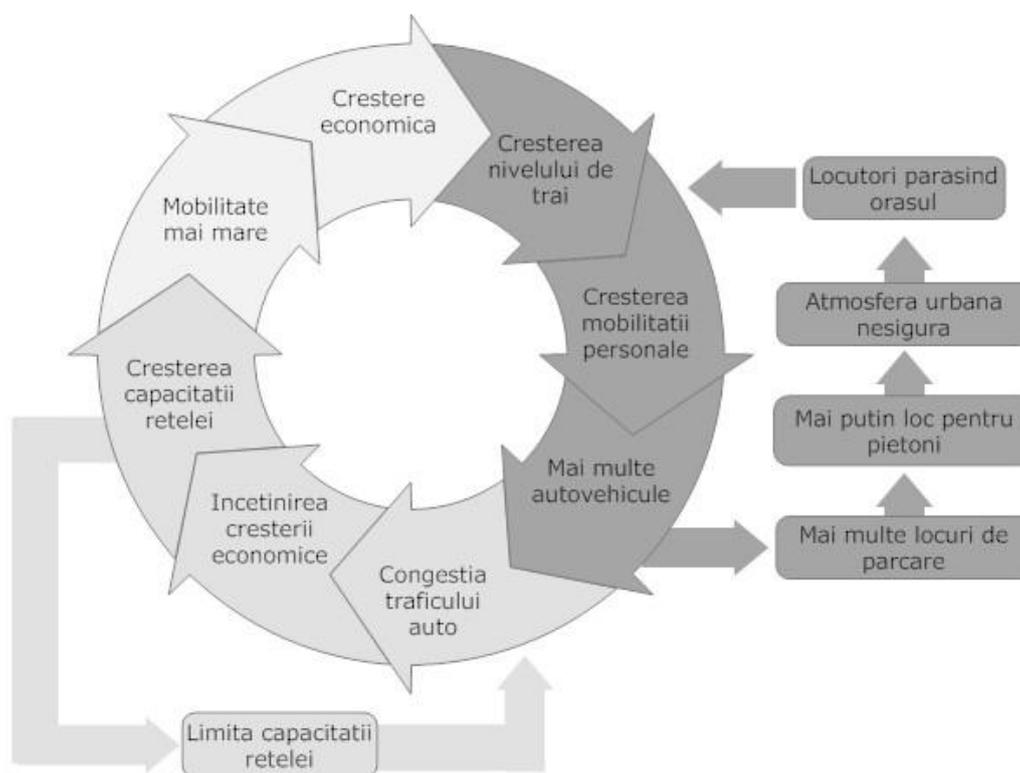 Crestere
economica
Cresterea
nivelului de
trai
Cresterea
mobilitatii
personale
Mai multe
autovehicule
Congestia
traficului
auto
Incetinirea
cresterii
economice
Cresterea
capacitatii
retelei
Mobilitate
mai mare
Locutori parasind
orasul
Atmosfera urbana
nesigura
Mai putin loc pentru
pietoni
Mai multe locuri de
parcare
Limita capacitatii
retelei